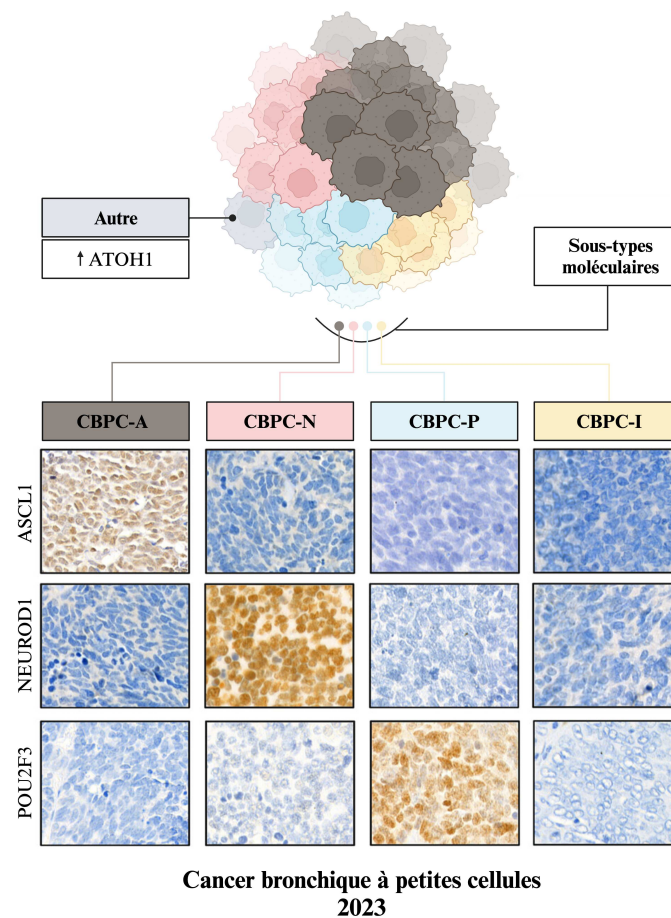 Autre
↑ ATOH1
Sous-types
moléculaires
CBPC-A
CBPC-N
CBPC-P
CBPC-I
ASCL1
NEUROD1
POU2F3
Cancer bronchique à petites cellules
2023